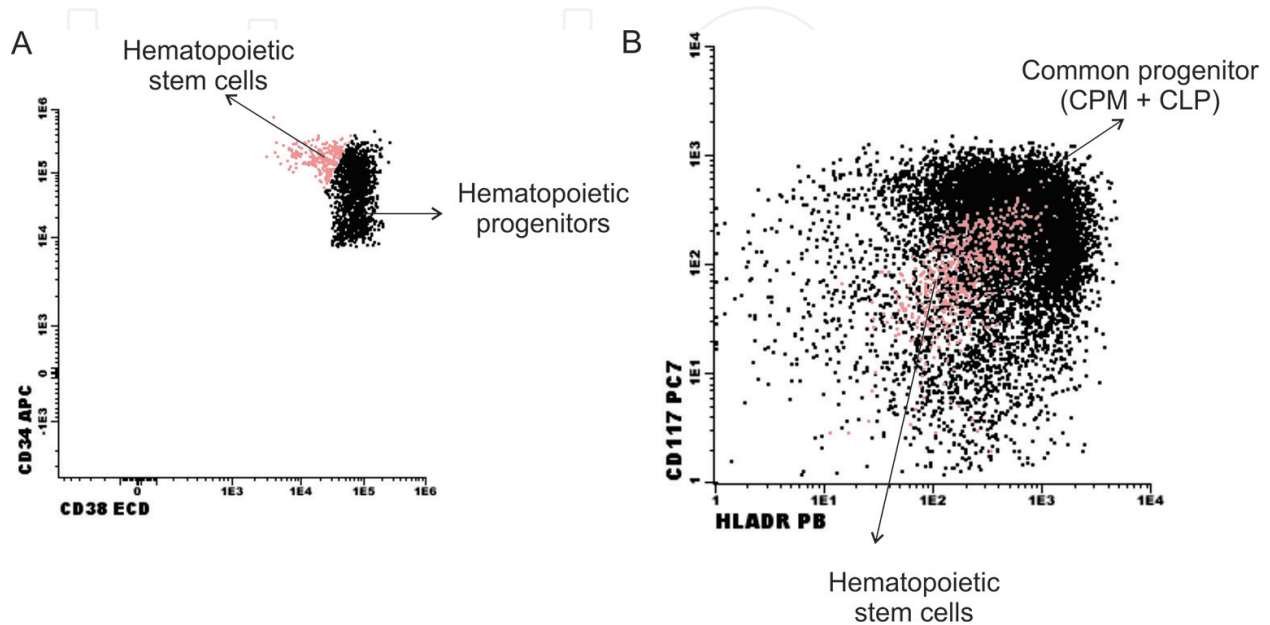 A
Hematopoietic
stem cells
1E6
1E5
1E4
1E3
0
-1E3
CD34 APC
0
1E3
1E4
1E5
1E6
CD38 ECD
Hematopoietic
progenitors
B
Common progenitor
(CPM + CLP)
1E4
1E3
1E2
1E1
1
CD117 PC7
1
1E1
1E2
1E3
1E4
HLADR PB
Hematopoietic
stem cells